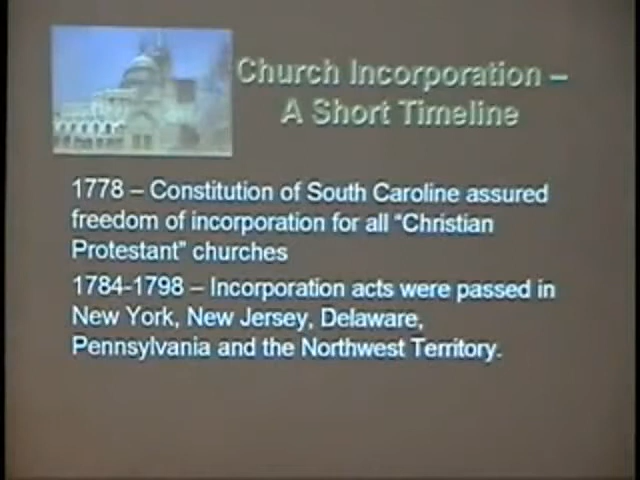 Church Incorporation –
A Short Timeline
1778 – Constitution of South Caroline assured
freedom of incorporation for all “Christian
Protestant” churches
1784-1798 – Incorporation acts were passed in
New York, New Jersey, Delaware,
Pennsylvania and the Northwest Territory.